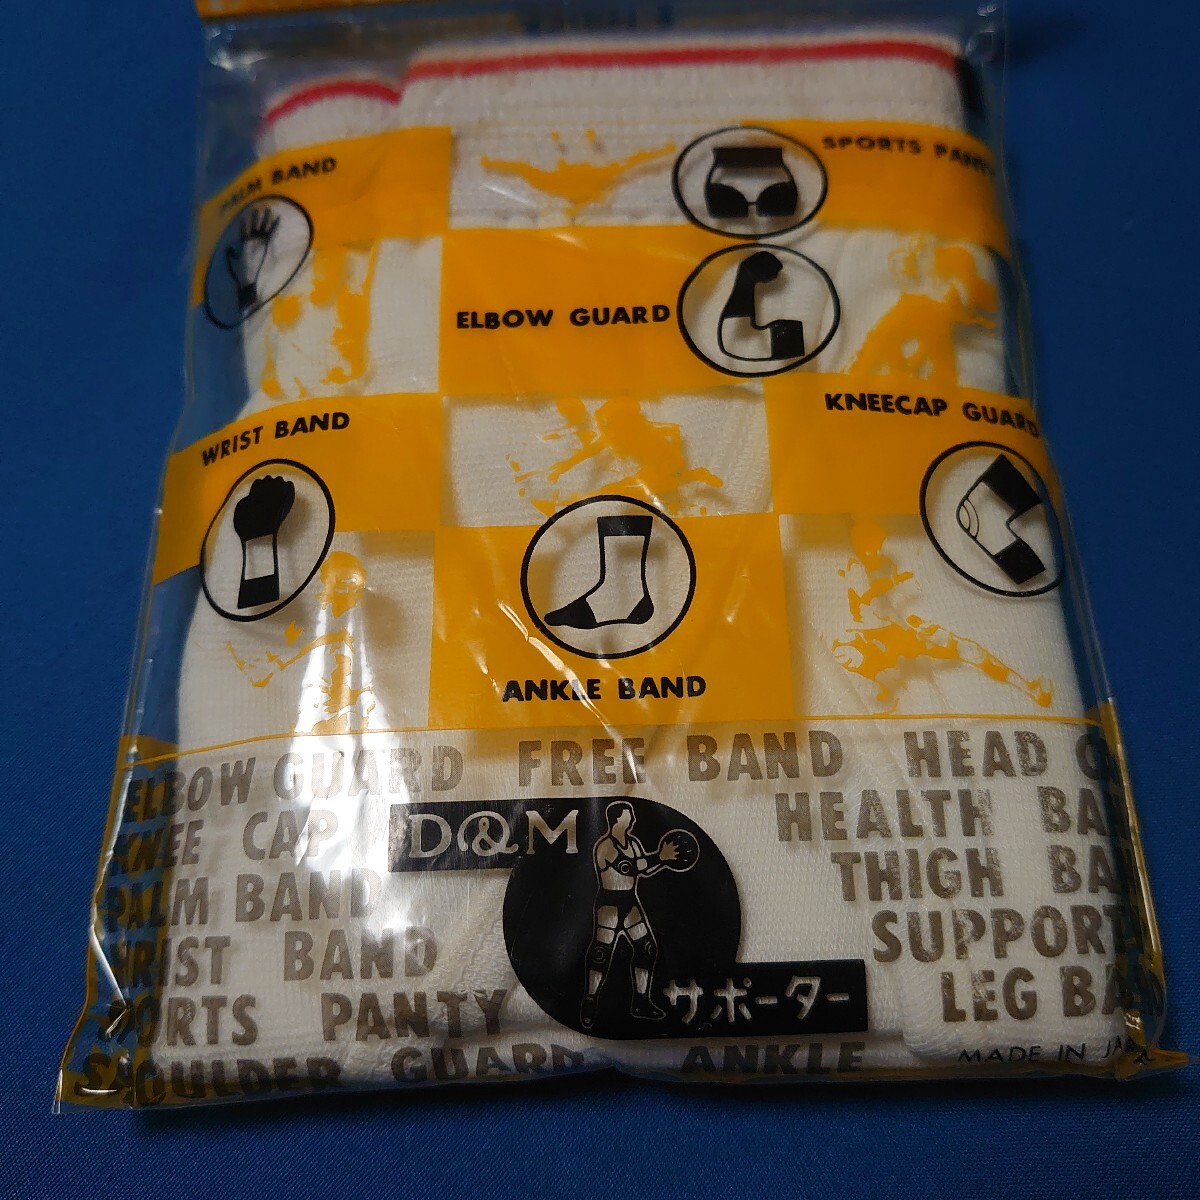 PALM BAND
SPORTS PANTY
ELBOW GUARD
KNEECAP GUARD
WRIST BAND
ANKLE BAND
ELBOW GUARD FREE BAND HEAD
KNEE CAP
HEALTH
PALM BAND
THIGH
WRIST BAND
SPORTS PANTY
LEG
SHOULDER GUARD ANKLE
D&M
サポーター
MADE IN